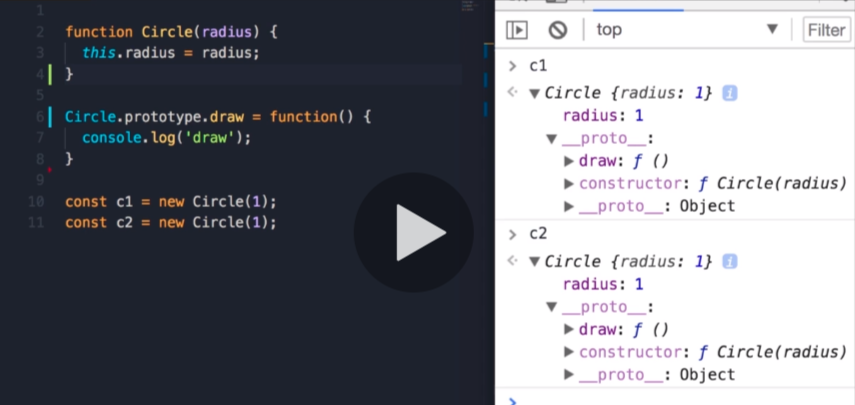 1
2 function Circle(radius) {
3 this.radius = radius;
4 }
5
6 Circle.prototype.draw = function() {
7 console.log('draw');
8 }
9
10 const c1 = new Circle(1);
11 const c2 = new Circle(1);
top ▼ Filter
> c1
<· ▼ Circle {radius: 1} i
radius: 1
▼ __proto__:
▶ draw: ƒ ()
▶ constructor: ƒ Circle(radius)
▶ __proto__: Object
> c2
<· ▼ Circle {radius: 1} i
radius: 1
▼ __proto__:
▶ draw: ƒ ()
▶ constructor: ƒ Circle(radius)
▶ __proto__: Object
>